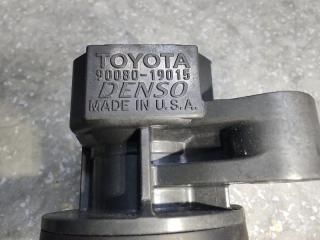 TOYOTA
90080-19015
DENSO
MADE IN U.S.A.